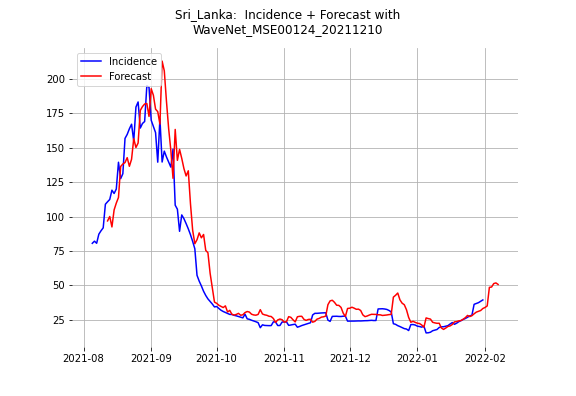 Sri_Lanka: Incidence + Forecast with
WaveNet_MSE00124_20211210
Incidence
Forecast
200
175
150
125
100
75
50
25
2021-08 2021-09 2021-10 2021-11 2021-12 2022-01 2022-02